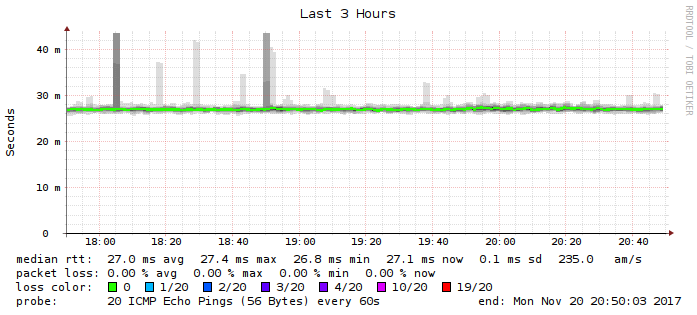 Last 3 Hours
RRDTOOL / TOBI OETIKER
Seconds
40 m
30 m
20 m
10 m
0
18:00 18:20 18:40 19:00 19:20 19:40 20:00 20:20 20:40
median rtt: 27.0 ms avg 27.4 ms max 26.8 ms min 27.1 ms now 0.1 ms sd 235.0 am/s
packet loss: 0.00 % avg 0.00 % max 0.00 % min 0.00 % now
loss color: 0 1/20 2/20 3/20 4/20 10/20 19/20
probe: 20 ICMP Echo Pings (56 Bytes) every 60s end: Mon Nov 20 20:50:03 2017